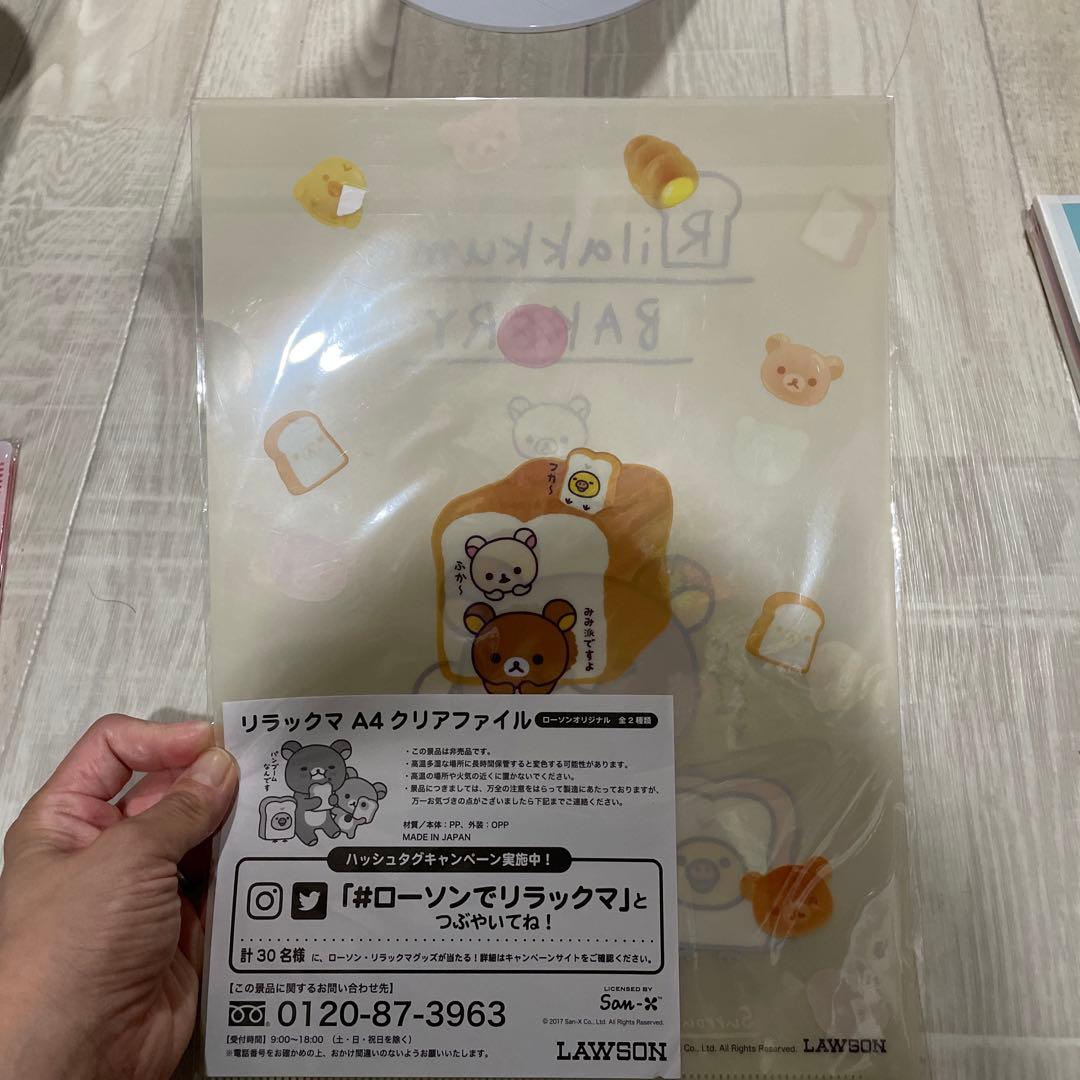 Rilakkum
BAKERY
フカ〜
ふか〜
みみ派ですよ
リラックマ A4 クリアファイル ローソンオリジナル 全2種類
パンブーム
なんです
・この景品は非売品です。
・高温多湿な場所に長時間保管すると変色する可能性があります。
・高温の場所や火気の近くに置かないでください。
・景品につきましては、万全の注意をはらって製造にあたっておりますが、
万一お気づきの点がございましたら下記までご連絡ください。
材質/本体:PP、外装:OPP
MADE IN JAPAN
ハッシュタグキャンペーン実施中!
「#ローソンでリラックマ」と
つぶやいてね!
計30名様 に、ローソン・リラックマグッズが当たる!詳細はキャンペーンサイトをご確認ください。
【この景品に関するお問い合わせ先】
0120-87-3963
【受付時間】9:00〜18:00 (土・日・祝日を除く)
※電話番号をお確かめの上、おかけ間違いのないようお願いいたします。
LICENSED BY
San-X™
© 2017 San-X Co., Ltd. All Rights Reserved.
LAWSON
Co., Ltd. All Rights Reserved. LAWSON